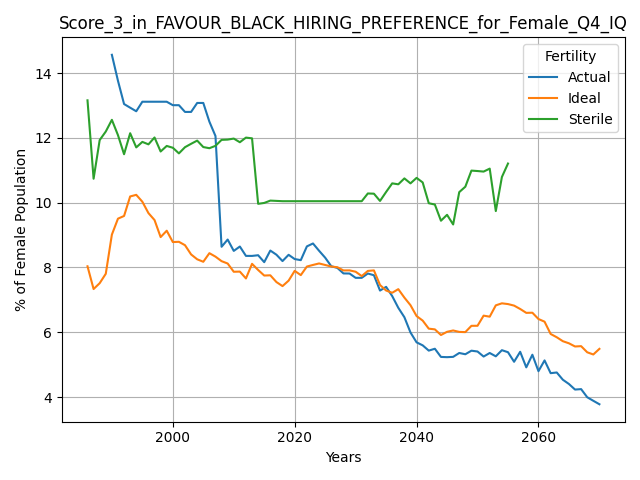 Score_3_in_FAVOUR_BLACK_HIRING_PREFERENCE_for_Female_Q4_IQ
% of Female Population
14
12
10
8
6
4
2000
2020
2040
2060
Years
Fertility
Actual
Ideal
Sterile